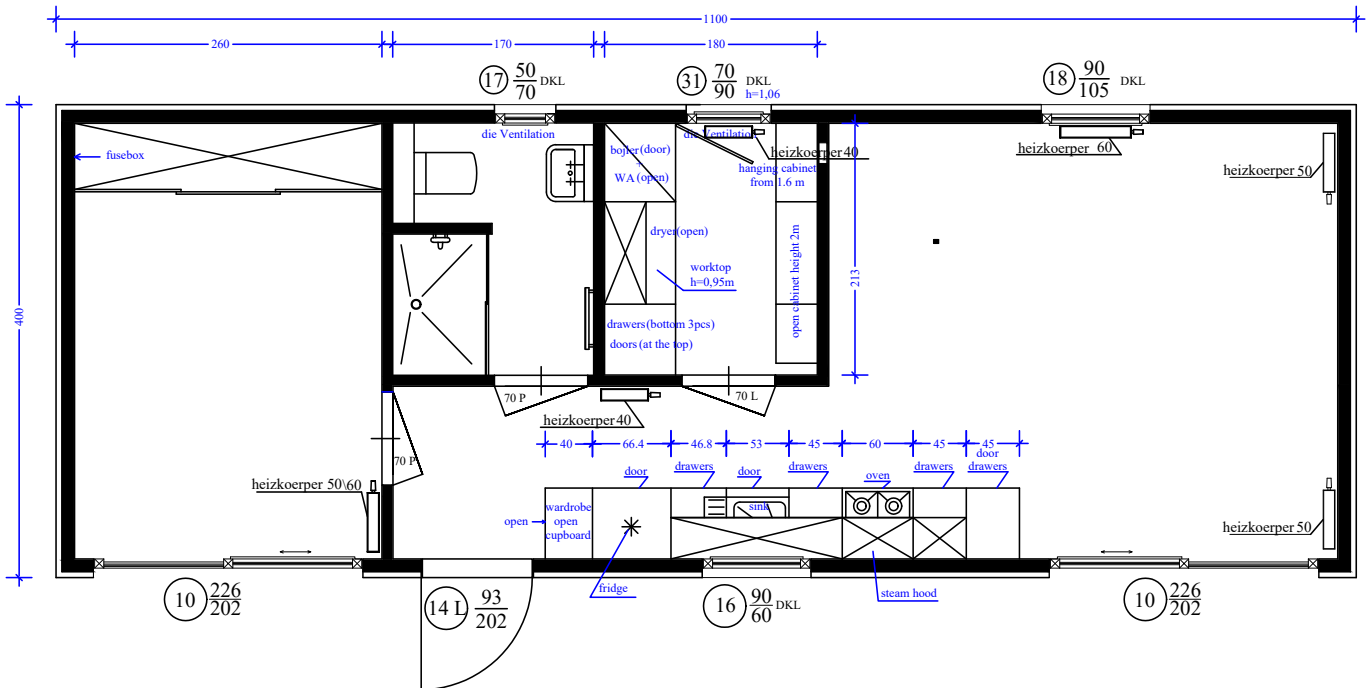 1100
260
170
180
17 50/70 DKL
31 70/90 DKL
h=1,06
18 90/105 DKL
die Ventilation
die Ventilation
fusebox
bojler(door)
+
WA(open)
heizkoerper 40
hanging cabinet
from 1.6 m
heizkoerper 60
heizkoerper 50
dryer(open)
worktop
h=0,95m
open cabinet height 2m
213
400
drawers(bottom 3pcs)
doors(at the top)
70 P
70 L
heizkoerper 40
70 P
40
66.4
46.8
53
45
60
45
45
door
drawers
door
drawers
door
drawers
oven
drawers
heizkoerper 50\60
open
wardrobe
open
cupboard
sink
heizkoerper 50
fridge
steam hood
10 226/202
14 L 93/202
16 90/60 DKL
10 226/202